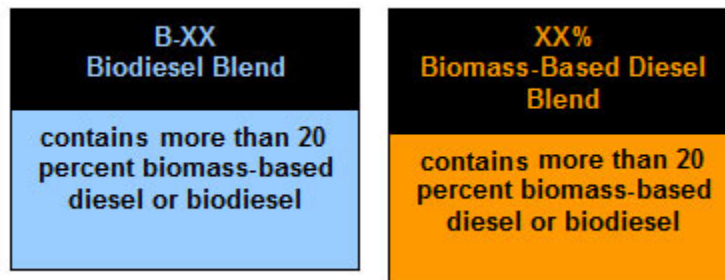 B-XX
Biodiesel Blend
contains more than 20
percent biomass-based
diesel or biodiesel
XX%
Biomass-Based Diesel
Blend
contains more than 20
percent biomass-based
diesel or biodiesel